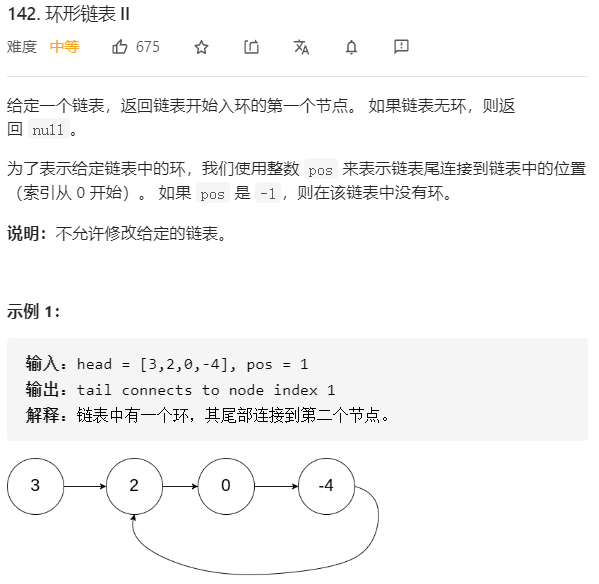 142. 环形链表 II
难度 中等 675
给定一个链表，返回链表开始入环的第一个节点。 如果链表无环，则返
回 null。
为了表示给定链表中的环，我们使用整数 pos 来表示链表尾连接到链表中的位置
（索引从 0 开始）。 如果 pos 是 -1，则在该链表中没有环。
说明：不允许修改给定的链表。
示例 1：
输入：head = [3,2,0,-4], pos = 1
输出：tail connects to node index 1
解释：链表中有一个环，其尾部连接到第二个节点。
3 2 0 -4